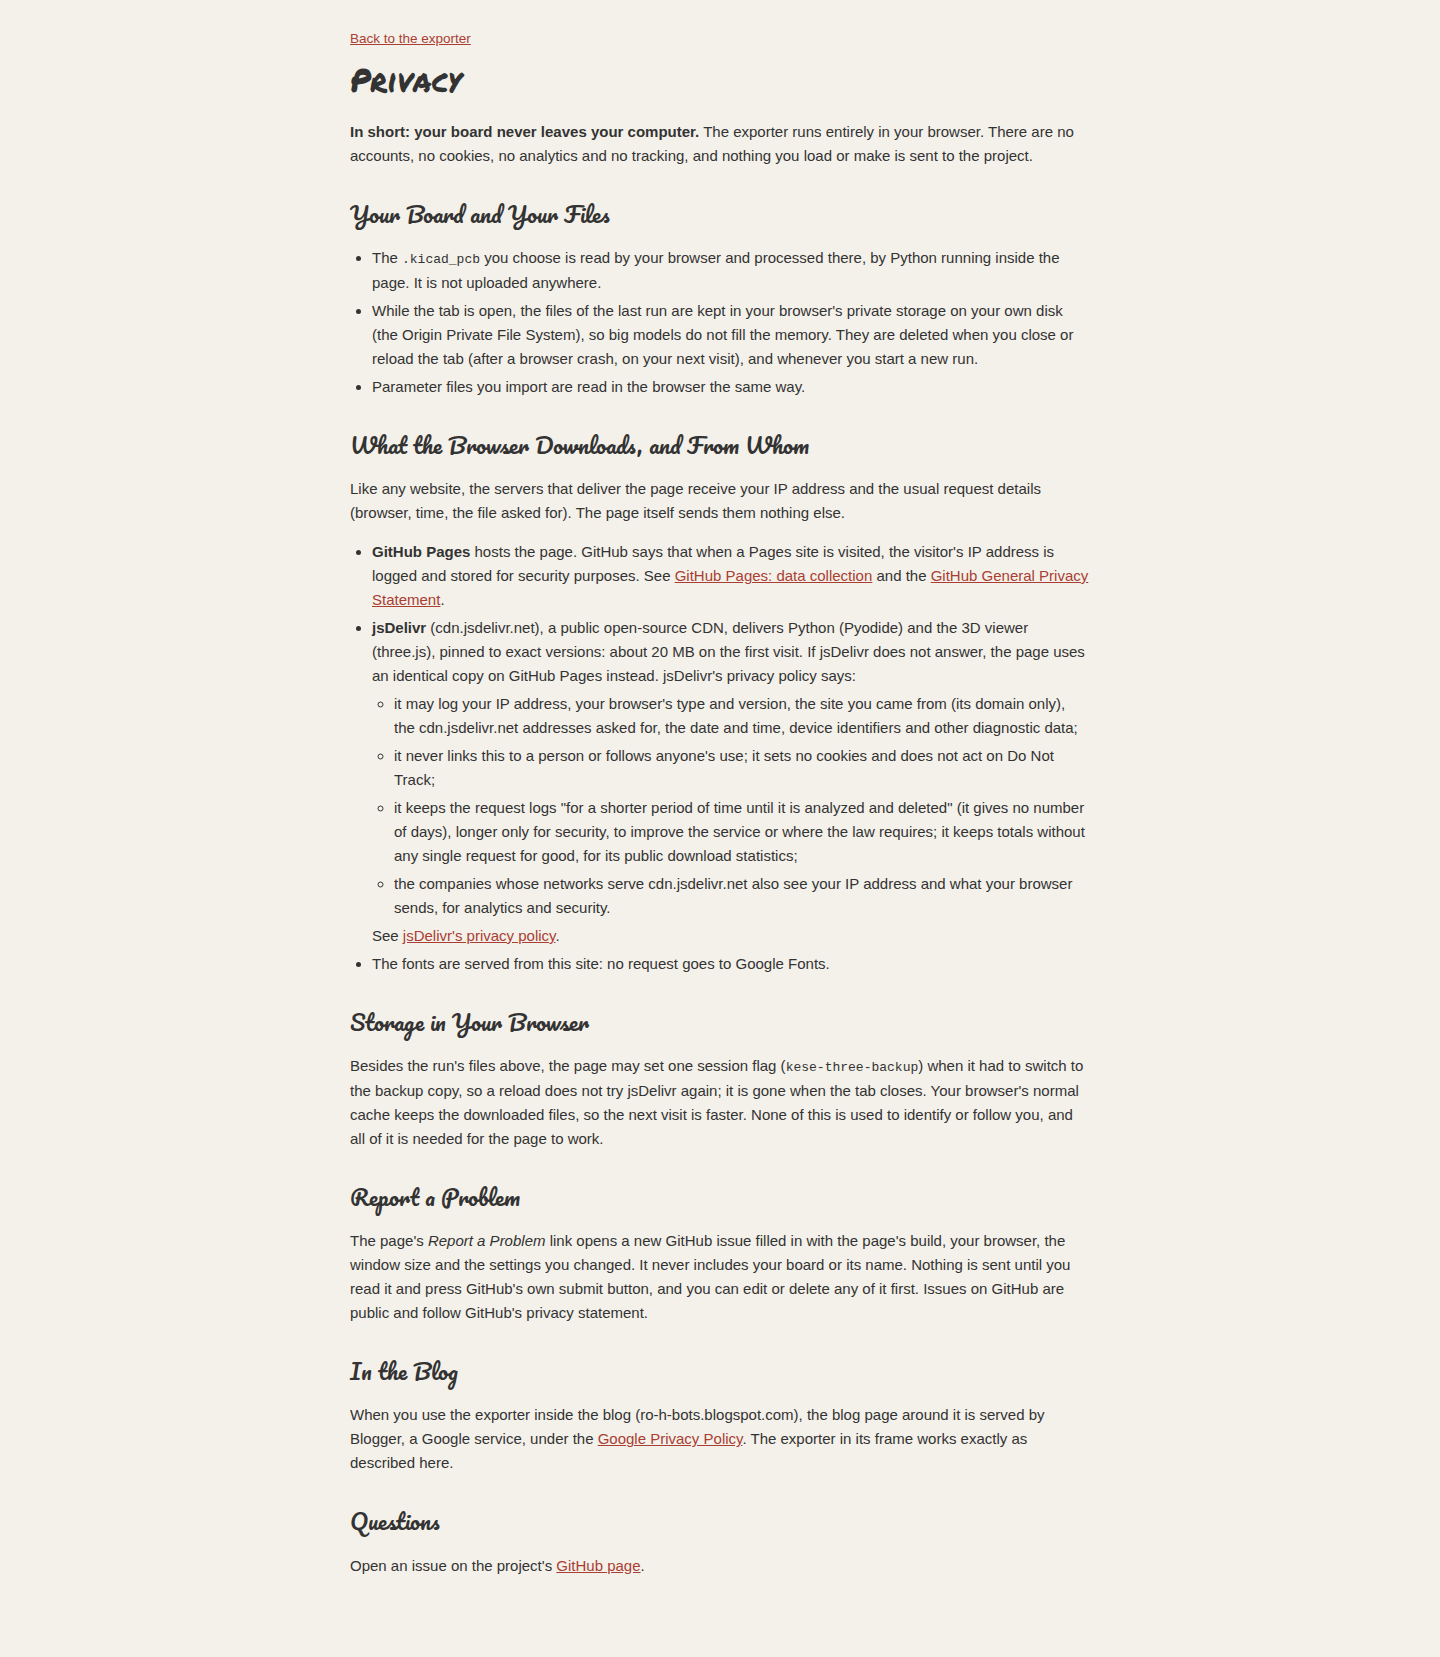 Back to the exporter
Privacy
In short: your board never leaves your computer. The exporter runs entirely in your browser. There are no
accounts, no cookies, no analytics and no tracking, and nothing you load or make is sent to the project.
Your Board and Your Files
• The .kicad_pcb you choose is read by your browser and processed there, by Python running inside the
page. It is not uploaded anywhere.
• While the tab is open, the files of the last run are kept in your browser's private storage on your own disk
(the Origin Private File System), so big models do not fill the memory. They are deleted when you close or
reload the tab (after a browser crash, on your next visit), and whenever you start a new run.
• Parameter files you import are read in the browser the same way.
What the Browser Downloads, and From Whom
Like any website, the servers that deliver the page receive your IP address and the usual request details
(browser, time, the file asked for). The page itself sends them nothing else.
• GitHub Pages hosts the page. GitHub says that when a Pages site is visited, the visitor's IP address is
logged and stored for security purposes. See GitHub Pages: data collection and the GitHub General Privacy
Statement.
• jsDelivr (cdn.jsdelivr.net), a public open-source CDN, delivers Python (Pyodide) and the 3D viewer
(three.js), pinned to exact versions: about 20 MB on the first visit. If jsDelivr does not answer, the page uses
an identical copy on GitHub Pages instead. jsDelivr's privacy policy says:
◦ it may log your IP address, your browser's type and version, the site you came from (its domain only),
the cdn.jsdelivr.net addresses asked for, the date and time, device identifiers and other diagnostic data;
◦ it never links this to a person or follows anyone's use; it sets no cookies and does not act on Do Not
Track;
◦ it keeps the request logs "for a shorter period of time until it is analyzed and deleted" (it gives no number
of days), longer only for security, to improve the service or where the law requires; it keeps totals without
any single request for good, for its public download statistics;
◦ the companies whose networks serve cdn.jsdelivr.net also see your IP address and what your browser
sends, for analytics and security.
See jsDelivr's privacy policy.
• The fonts are served from this site: no request goes to Google Fonts.
Storage in Your Browser
Besides the run's files above, the page may set one session flag (kese-three-backup) when it had to switch to
the backup copy, so a reload does not try jsDelivr again; it is gone when the tab closes. Your browser's normal
cache keeps the downloaded files, so the next visit is faster. None of this is used to identify or follow you, and
all of it is needed for the page to work.
Report a Problem
The page's Report a Problem link opens a new GitHub issue filled in with the page's build, your browser, the
window size and the settings you changed. It never includes your board or its name. Nothing is sent until you
read it and press GitHub's own submit button, and you can edit or delete any of it first. Issues on GitHub are
public and follow GitHub's privacy statement.
In the Blog
When you use the exporter inside the blog (ro-h-bots.blogspot.com), the blog page around it is served by
Blogger, a Google service, under the Google Privacy Policy. The exporter in its frame works exactly as
described here.
Questions
Open an issue on the project's GitHub page.